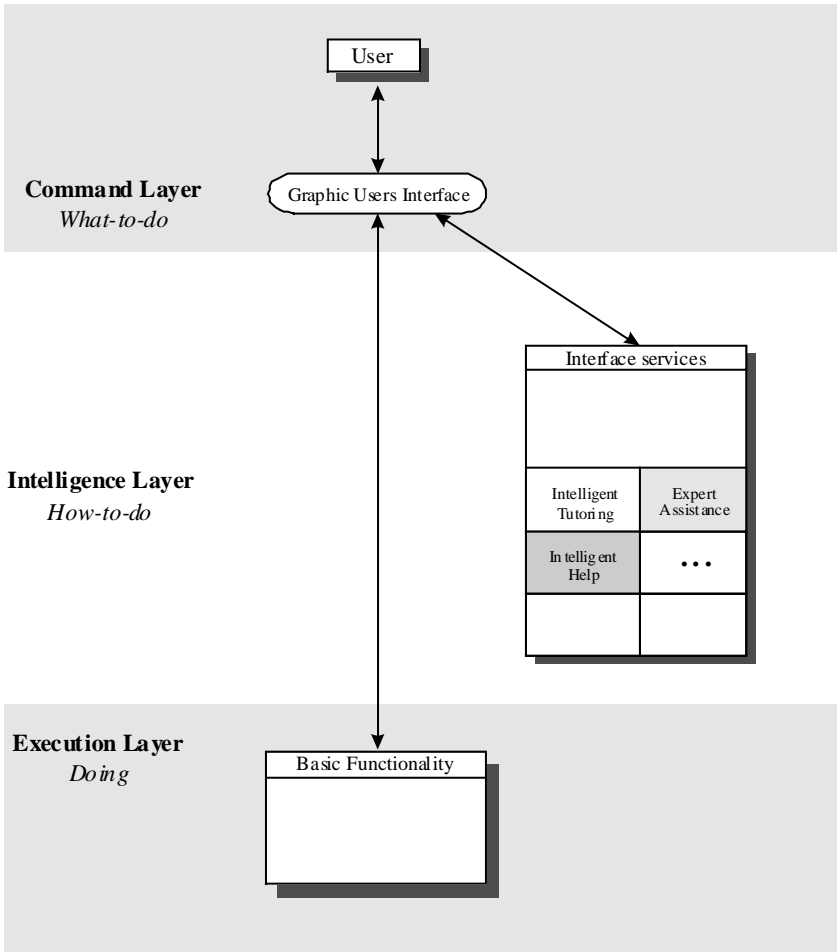 User
Command Layer
What-to-do
Graphic Users Interface
Interface services
Intelligence Layer
How-to-do
Intelligent
Tutoring
Expert
Assistance
Intelligent
Help
...
Execution Layer
Doing
Basic Functionality